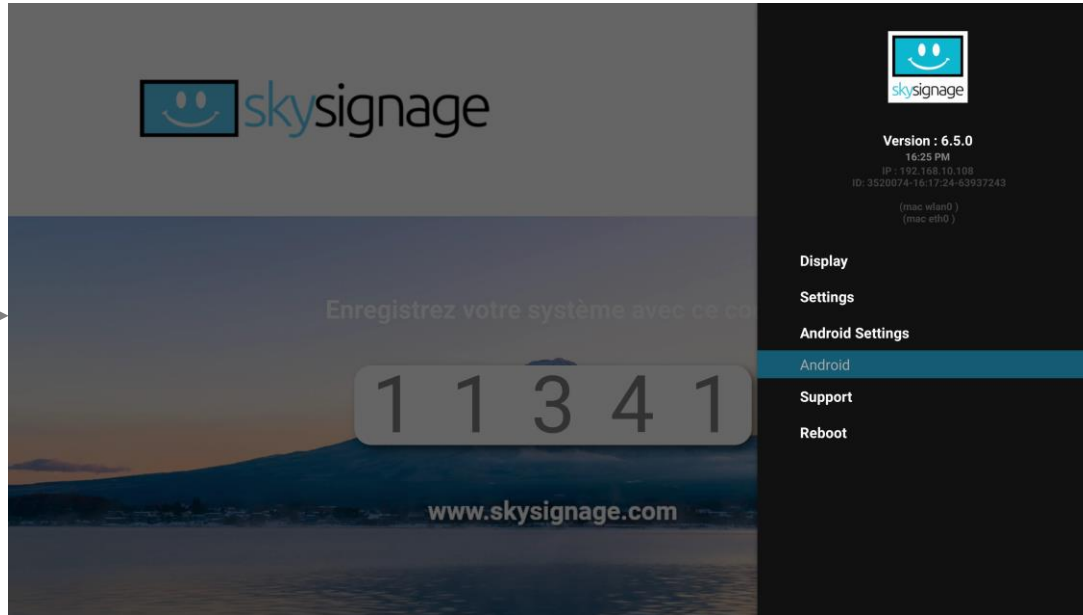 skysignage
Enregistrez votre système avec ce
1 1 3 4 1
www.skysignage.com
skysignage
Version : 6.5.0
16:25 PM
IP : 192.168.10.108
ID: 3520074-16:17:24-63937243
(mac wlan0 )
(mac eth0 )
Display
Settings
Android Settings
Android
Support
Reboot